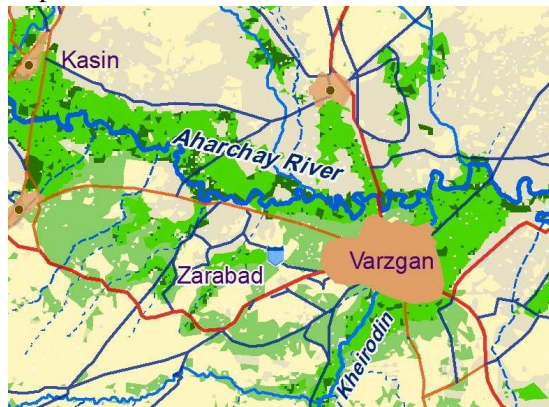 Kasin
Aharchay River
Zarabad
Varzgan
Kheirodin